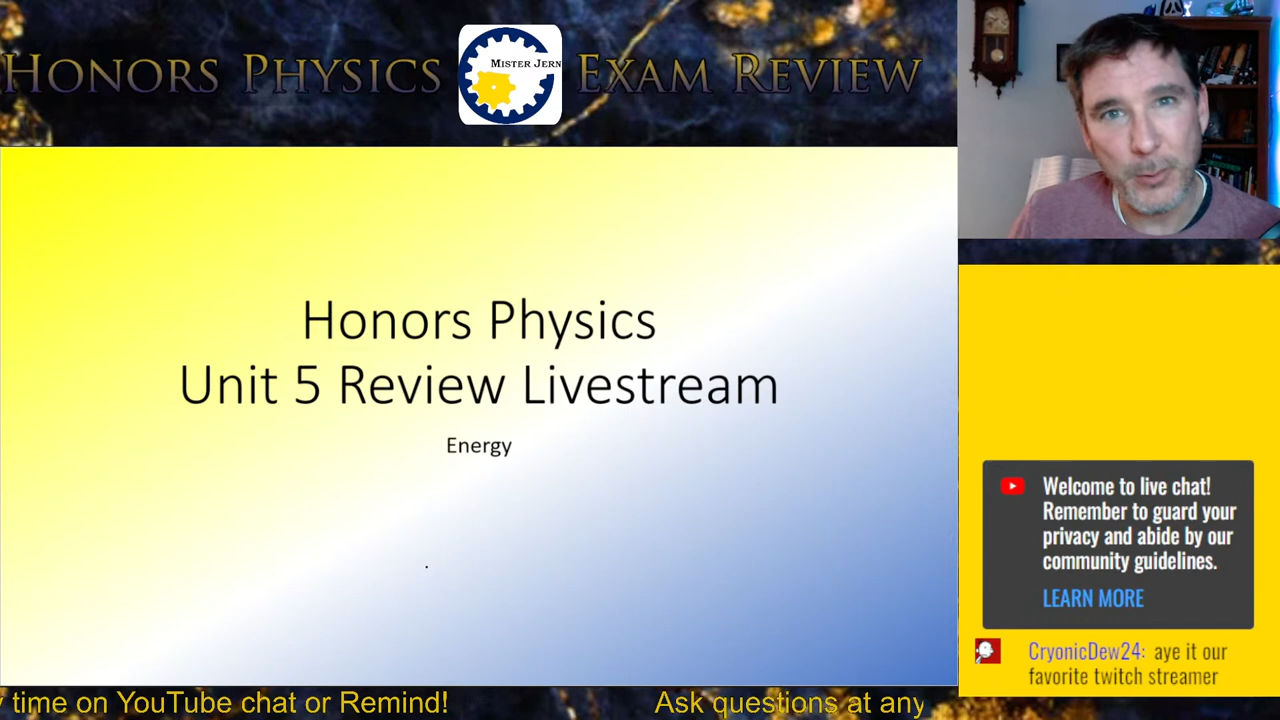 HONORS PHYSICS
MISTER JERN
EXAM REVIEW
Honors Physics
Unit 5 Review Livestream
Energy
Welcome to live chat!
Remember to guard your
privacy and abide by our
community guidelines.
LEARN MORE
CryonicDew24: aye it our
favorite twitch streamer
time on YouTube chat or Remind!
Ask questions at any